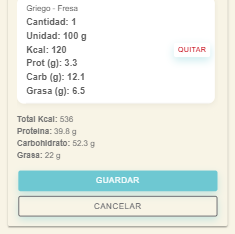 Griego - Fresa
Cantidad: 1
Unidad: 100 g
Kcal: 120
QUITAR
Prot (g): 3.3
Carb (g): 12.1
Grasa (g): 6.5
Total Kcal: 536
Proteina: 39.8 g
Carbohidrato: 52.3 g
Grasa: 22 g
GUARDAR
CANCELAR